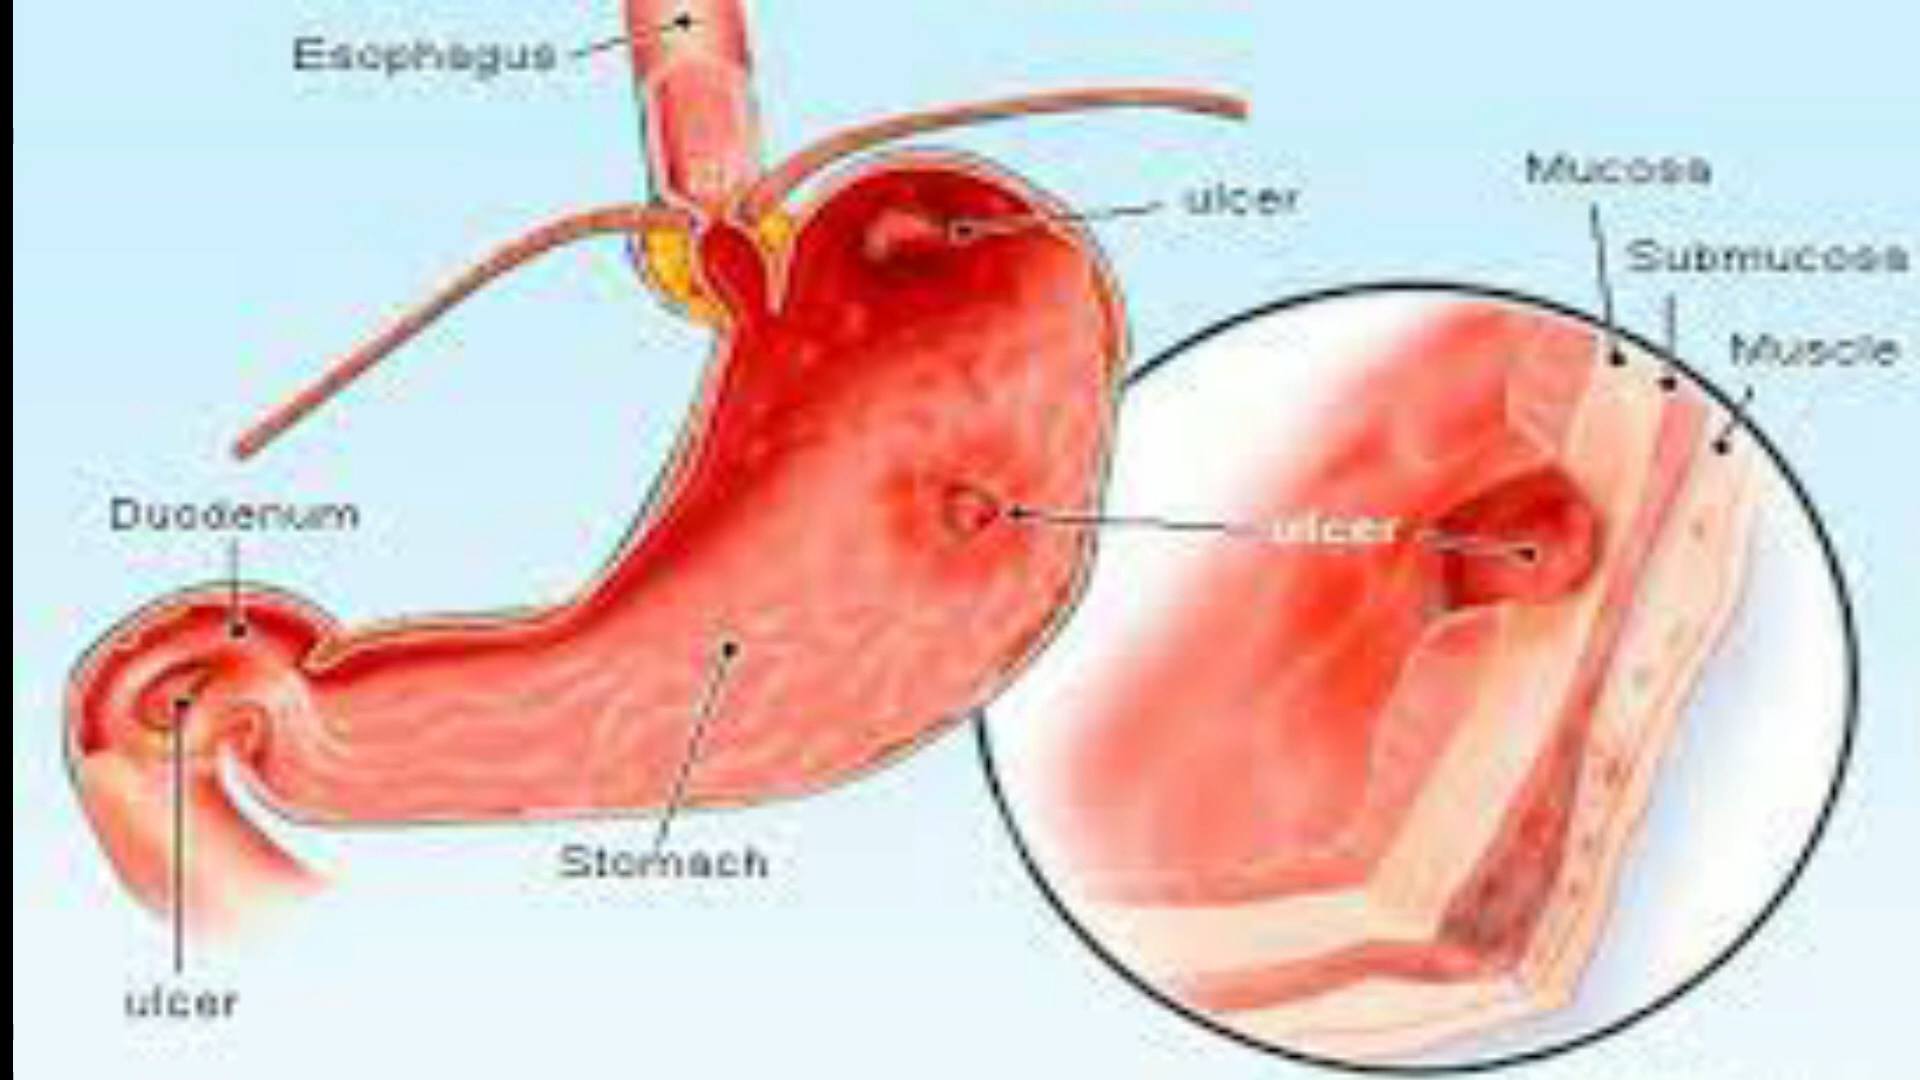 Esophagus
ulcer
Mucosa
Submucosa
Muscle
Duodenum
ulcer
Stomach
ulcer